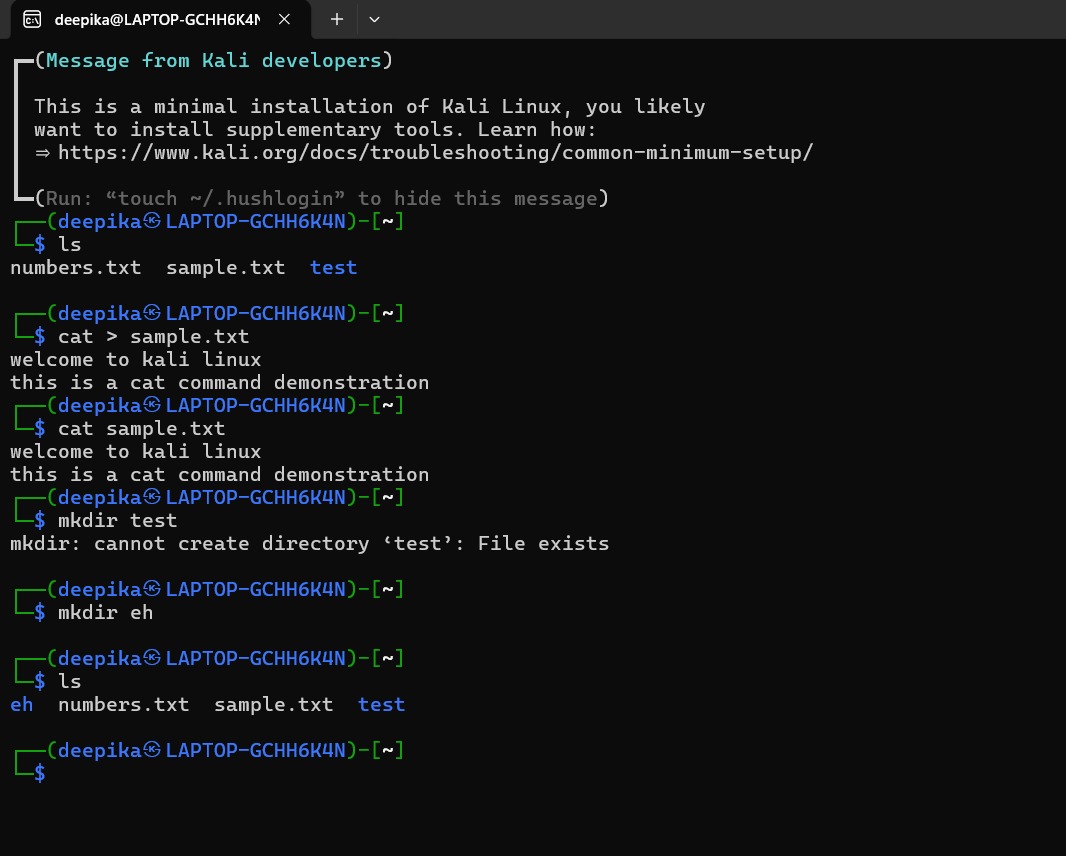 deepika@LAPTOP-GCHH6K4N
(Message from Kali developers)
This is a minimal installation of Kali Linux, you likely
want to install supplementary tools. Learn how:
⇒ https://www.kali.org/docs/troubleshooting/common-minimum-setup/
(Run: “touch ~/.hushlogin” to hide this message)
┌──(deepika㉿LAPTOP-GCHH6K4N)-[~]
└─$ ls
numbers.txt  sample.txt  test
┌──(deepika㉿LAPTOP-GCHH6K4N)-[~]
└─$ cat > sample.txt
welcome to kali linux
this is a cat command demonstration
┌──(deepika㉿LAPTOP-GCHH6K4N)-[~]
└─$ cat sample.txt
welcome to kali linux
this is a cat command demonstration
┌──(deepika㉿LAPTOP-GCHH6K4N)-[~]
└─$ mkdir test
mkdir: cannot create directory ‘test’: File exists
┌──(deepika㉿LAPTOP-GCHH6K4N)-[~]
└─$ mkdir eh
┌──(deepika㉿LAPTOP-GCHH6K4N)-[~]
└─$ ls
eh  numbers.txt  sample.txt  test
┌──(deepika㉿LAPTOP-GCHH6K4N)-[~]
└─$